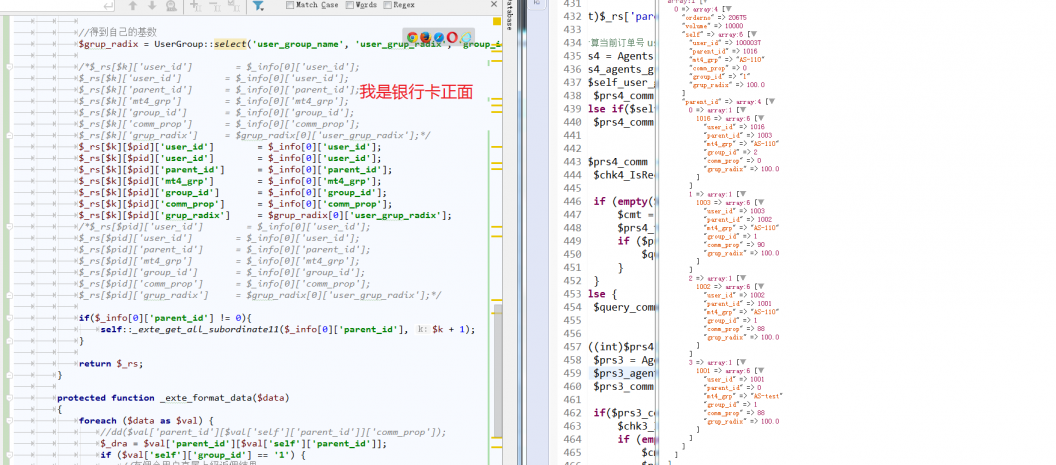 Match Case
Words
Regex
Database
//得到自己的基数
$grup_radix = UserGroup::select('user_group_name', 'user_grup_radix',
/*$_rs[$k]['user_id'] = $_info[0]['user_id'];
$_rs[$k]['user_id'] = $_info[0]['user_id'];
$_rs[$k]['parent_id'] = $_info[0]['parent_id'];
$_rs[$k]['mt4_grp'] = $_info[0]['mt4_grp'];
$_rs[$k]['group_id'] = $_info[0]['group_id'];
$_rs[$k]['comm_prop'] = $_info[0]['comm_prop'];
$_rs[$k]['grup_radix'] = $grup_radix[0]['user_grup_radix'];*/
$_rs[$k][$pid]['user_id'] = $_info[0]['user_id'];
$_rs[$k][$pid]['user_id'] = $_info[0]['user_id'];
$_rs[$k][$pid]['parent_id'] = $_info[0]['parent_id'];
$_rs[$k][$pid]['mt4_grp'] = $_info[0]['mt4_grp'];
$_rs[$k][$pid]['group_id'] = $_info[0]['group_id'];
$_rs[$k][$pid]['comm_prop'] = $_info[0]['comm_prop'];
$_rs[$k][$pid]['grup_radix'] = $grup_radix[0]['user_grup_radix'];
/*$_rs[$pid]['user_id'] = $_info[0]['user_id'];
$_rs[$pid]['user_id'] = $_info[0]['user_id'];
$_rs[$pid]['parent_id'] = $_info[0]['parent_id'];
$_rs[$pid]['mt4_grp'] = $_info[0]['mt4_grp'];
$_rs[$pid]['group_id'] = $_info[0]['group_id'];
$_rs[$pid]['comm_prop'] = $_info[0]['comm_prop'];
$_rs[$pid]['grup_radix'] = $grup_radix[0]['user_grup_radix'];*/
if($_info[0]['parent_id'] != 0){
self::_exte_get_all_subordinate11($_info[0]['parent_id'], k: $k + 1);
}
return $_rs;
}
protected function _exte_format_data($data)
{
foreach ($data as $val) {
//dd($val['parent_id'][$val['self']['parent_id']]['comm_prop']);
$_dra = $val['parent_id'][$val['self']['parent_id']];
if ($val['self']['group_id'] == '1') {
我是银行卡正面
431
432 t)$_rs['pare
433
434 算当前订单号 u
435 s4 = Agents
436 s4_agents_g
437 $self_user_g
438 $prs4_comm
439 else if($sel
440 $prs4_comm
441
442
443 $prs4_comm
444 $chk4_IsRe
445
446 if (empty($
447 $cmt =
448 $prs4_
449 if ($p
450 $qu
451 }
452 }
453 else {
454 $query_com
455
456
457 ((int)$prs4
458 $prs3 = Age
459 $prs3_agent
460 $prs3_comm
461
462 if($prs3_c
463 $chk_3
464 if (emp
465 $c
466
array:1 [
0 => array:4 [
"orderno" => 20675
"volume" => 10000
"self" => array:6 [
"user_id" => 1000037
"parent_id" => 1016
"mt4_grp" => "AS-110"
"comm_prop" => 0
"group_id" => "1"
"grup_radix" => 100.0
]
"parent_id" => array:4 [
0 => array:1 [
1016 => array:6 [
"user_id" => 1016
"parent_id" => 1003
"mt4_grp" => "AS-110"
"group_id" => 2
"comm_prop" => 0
"grup_radix" => 100.0
]
]
1 => array:1 [
1003 => array:6 [
"user_id" => 1003
"parent_id" => 1002
"mt4_grp" => "AS-110"
"group_id" => 1
"comm_prop" => 90
"grup_radix" => 100.0
]
]
2 => array:1 [
1002 => array:6 [
"user_id" => 1002
"parent_id" => 1001
"mt4_grp" => "AS-110"
"group_id" => 1
"comm_prop" => 88
"grup_radix" => 100.0
]
]
3 => array:1 [
1001 => array:6 [
"user_id" => 1001
"parent_id" => 0
"mt4_grp" => "AS-test"
"group_id" => 1
"comm_prop" => 88
"grup_radix" => 100.0
]
]
]